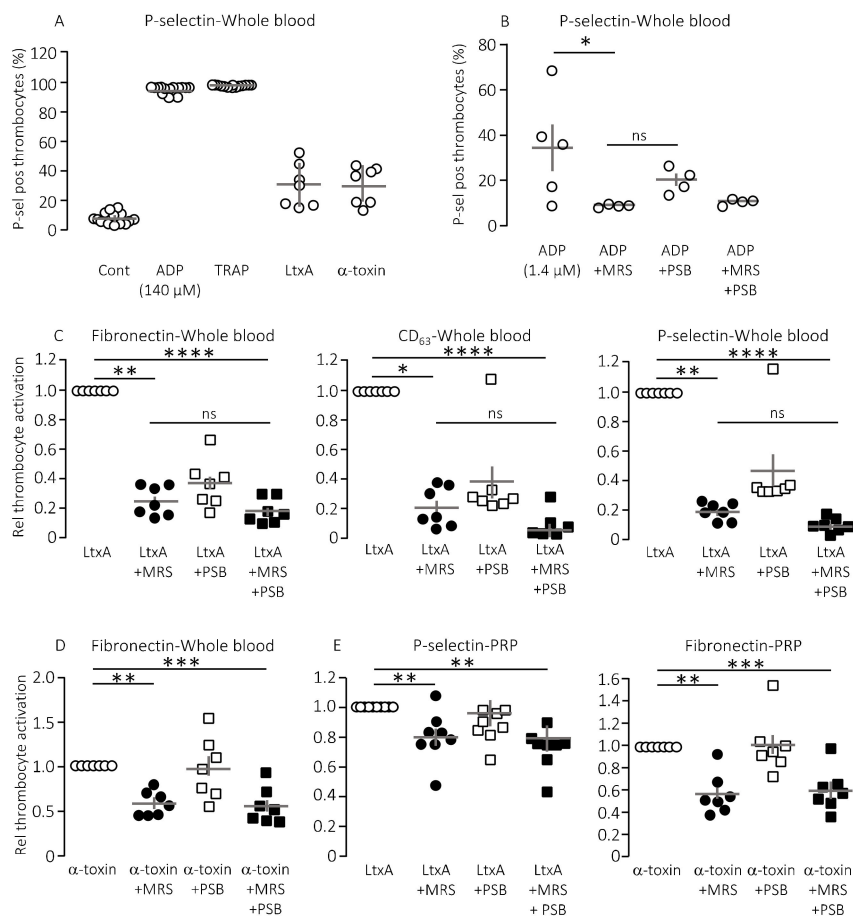 A
P-selectin-Whole blood
P-sel pos thrombocytes (%)
120
100
80
60
40
20
0
Cont
ADP
(140 µM)
TRAP
LtxA
α-toxin
B
P-selectin-Whole blood
P-sel pos thrombocytes (%)
80
60
40
20
0
*
ns
ADP
(1.4 µM)
ADP
+MRS
ADP
+PSB
ADP
+MRS
+PSB
C
Fibronectin-Whole blood
Rel thrombocyte activation
1.2
1.0
0.8
0.6
0.4
0.2
0
****
**
ns
LtxA
LtxA
+MRS
LtxA
+PSB
LtxA
+MRS
+PSB
CD63-Whole blood
1.2
1.0
0.8
0.6
0.4
0.2
0
****
*
ns
LtxA
LtxA
+MRS
LtxA
+PSB
LtxA
+MRS
+PSB
P-selectin-Whole blood
1.2
1.0
0.8
0.6
0.4
0.2
0
****
**
ns
LtxA
LtxA
+MRS
LtxA
+PSB
LtxA
+MRS
+PSB
D
Fibronectin-Whole blood
Rel thrombocyte activation
2.0
1.5
1.0
0.5
0
***
**
α-toxin
α-toxin
+MRS
α-toxin
+PSB
α-toxin
+MRS
+PSB
E
P-selectin-PRP
1.2
1.0
0.8
0.6
0.4
0.2
0
**
**
LtxA
LtxA
+MRS
LtxA
+PSB
LtxA
+MRS
+ PSB
Fibronectin-PRP
1.6
1.4
1.2
1.0
0.8
0.6
0.4
0.2
0
***
**
α-toxin
α-toxin
+MRS
α-toxin
+PSB
α-toxin
+MRS
+PSB